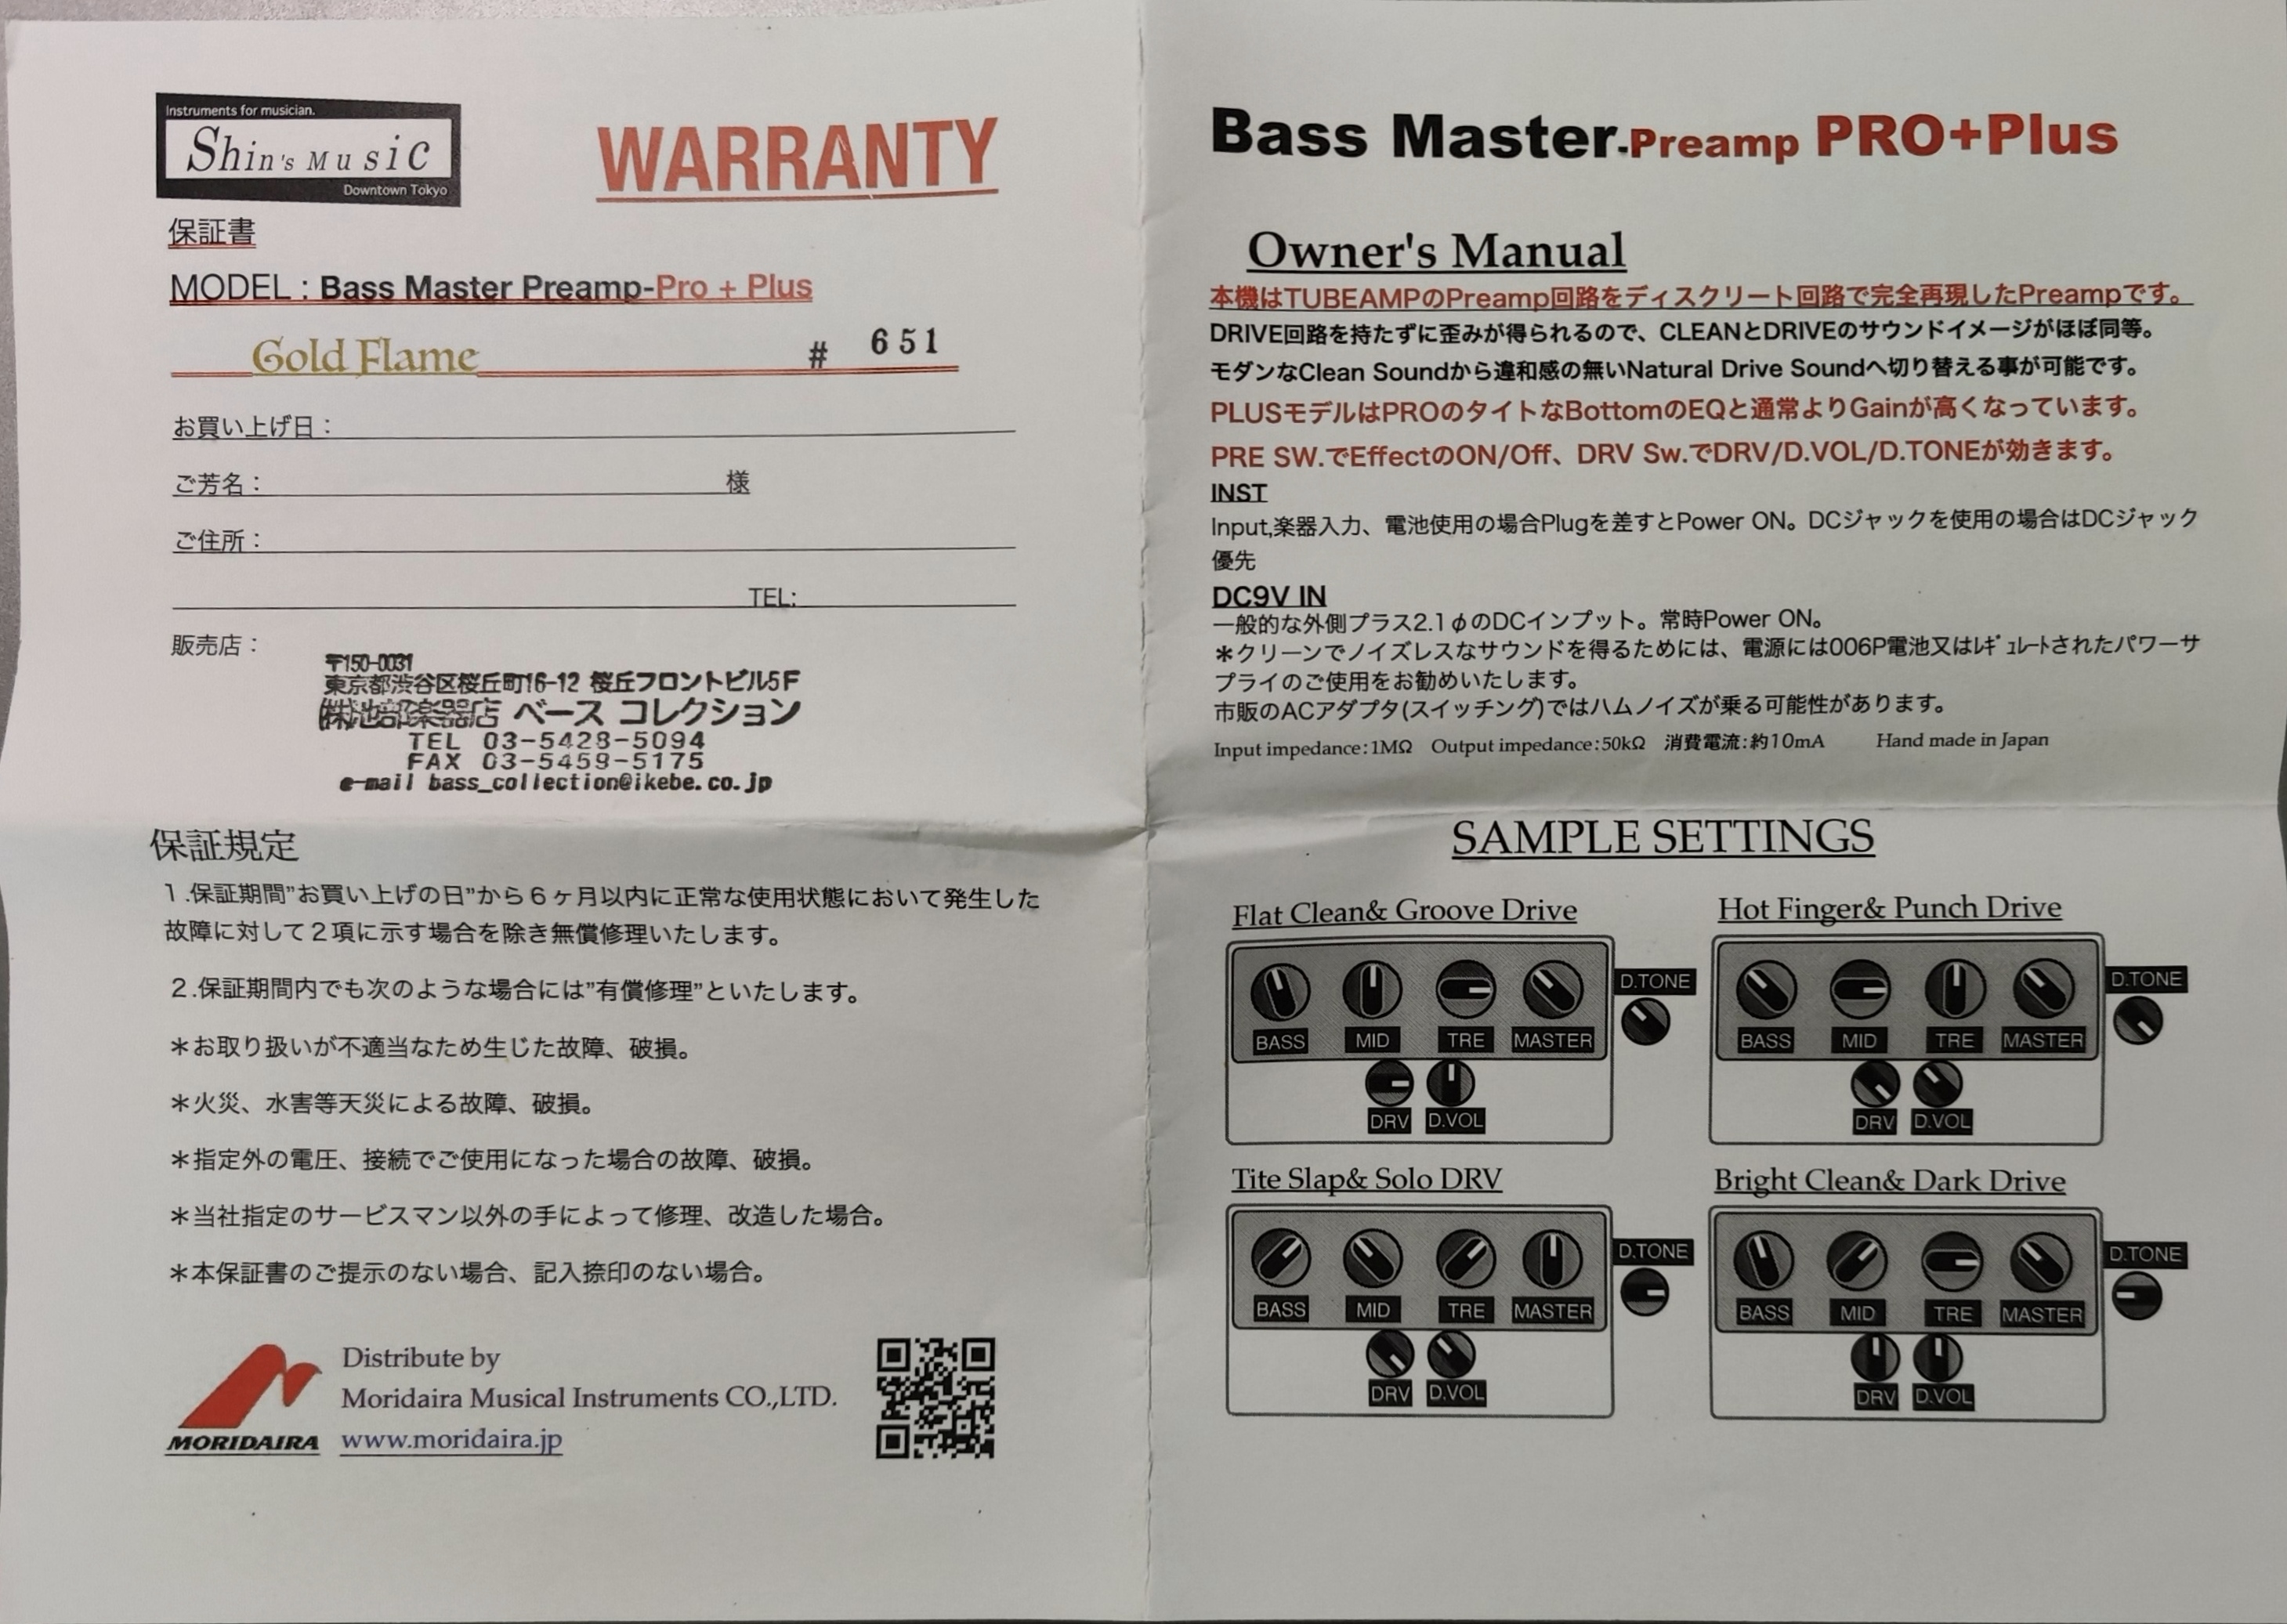 Instruments for musician.
Shin's Music
Downtown Tokyo
WARRANTY
保証書
MODEL : Bass Master Preamp-Pro + Plus
Gold Flame # 651
お買い上げ日：
ご芳名： 様
ご住所：
TEL:
販売店：
〒150-0031
東京都渋谷区桜丘町16-12 桜丘フロントビル5F
㈱池部楽器店 ベース コレクション
TEL 03-5428-5094
FAX 03-5459-5175
e-mail bass_collection@ikebe.co.jp
保証規定
1.保証期間”お買い上げの日”から６ヶ月以内に正常な使用状態において発生した
故障に対して２項に示す場合を除き無償修理いたします。
２.保証期間内でも次のような場合には”有償修理”といたします。
＊お取り扱いが不適当なため生じた故障、破損。
＊火災、水害等天災による故障、破損。
＊指定外の電圧、接続でご使用になった場合の故障、破損。
＊当社指定のサービスマン以外の手によって修理、改造した場合。
＊本保証書のご提示のない場合、記入捺印のない場合。
MORIDAIRA
Distribute by
Moridaira Musical Instruments CO.,LTD.
www.moridaira.jp
Bass Master-Preamp PRO+Plus
Owner's Manual
本機はTUBEAMPのPreamp回路をディスクリート回路で完全再現したPreampです。
DRIVE回路を持たずに歪みが得られるので、CLEANとDRIVEのサウンドイメージがほぼ同等。
モダンなClean Soundから違和感の無いNatural Drive Soundへ切り替える事が可能です。
PLUSモデルはPROのタイトなBottomのEQと通常よりGainが高くなっています。
PRE SW.でEffectのON/Off、DRV Sw.でDRV/D.VOL/D.TONEが効きます。
INST
Input,楽器入力、電池使用の場合Plugを差すとPower ON。DCジャックを使用の場合はDCジャック
優先
DC9V IN
一般的な外側プラス2.1φのDCインプット。常時Power ON。
＊クリーンでノイズレスなサウンドを得るためには、電源には006P電池又はﾚｷﾞｭﾚｰﾄされたパワーサ
プライのご使用をお勧めいたします。
市販のACアダプタ(スイッチング)ではハムノイズが乗る可能性があります。
Input impedance:1MΩ Output impedance:50kΩ 消費電流:約10mA Hand made in Japan
SAMPLE SETTINGS
Flat Clean& Groove Drive
BASS MID TRE MASTER D.TONE
DRV D.VOL
Hot Finger& Punch Drive
BASS MID TRE MASTER D.TONE
DRV D.VOL
Tite Slap& Solo DRV
BASS MID TRE MASTER D.TONE
DRV D.VOL
Bright Clean& Dark Drive
BASS MID TRE MASTER D.TONE
DRV D.VOL